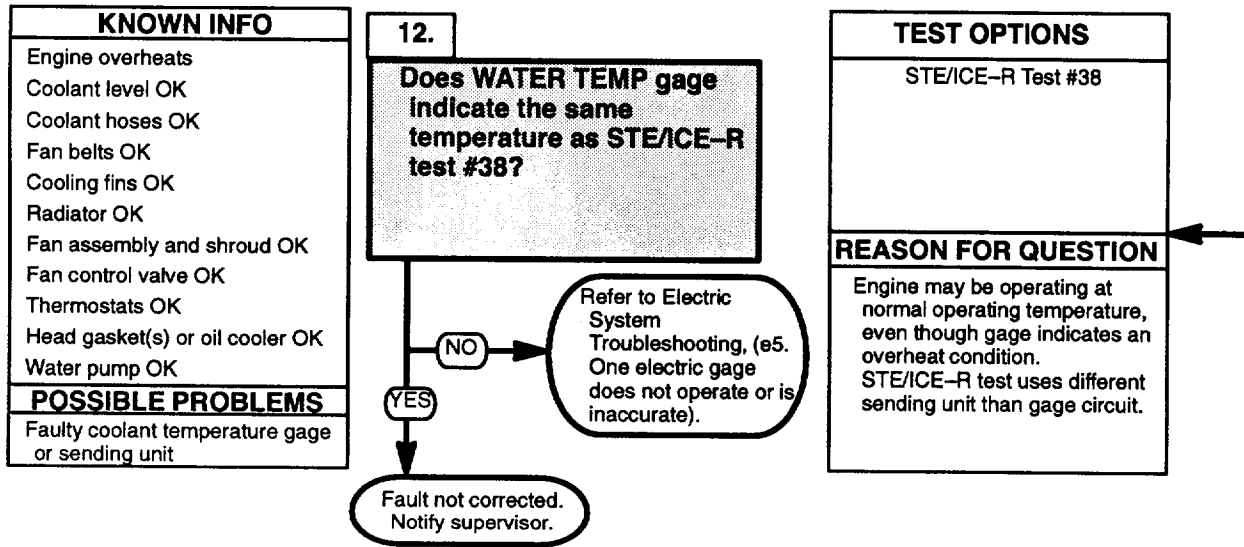 KNOWN INFO
Engine overheats
Coolant level OK
Coolant hoses OK
Fan belts OK
Cooling fins OK
Radiator OK
Fan assembly and shroud OK
Fan control valve OK
Thermostats OK
Head gasket(s) or oil cooler OK
Water pump OK
POSSIBLE PROBLEMS
Faulty coolant temperature gage
or sending unit
12.
Does WATER TEMP gage
indicate the same
temperature as STE/ICE–R
test #38?
NO
Refer to Electric
System
Troubleshooting, (e5.
One electric gage
does not operate or is
inaccurate).
YES
Fault not corrected.
Notify supervisor.
TEST OPTIONS
STE/ICE–R Test #38
REASON FOR QUESTION
Engine may be operating at
normal operating temperature,
even though gage indicates an
overheat condition.
STE/ICE–R test uses different
sending unit than gage circuit.